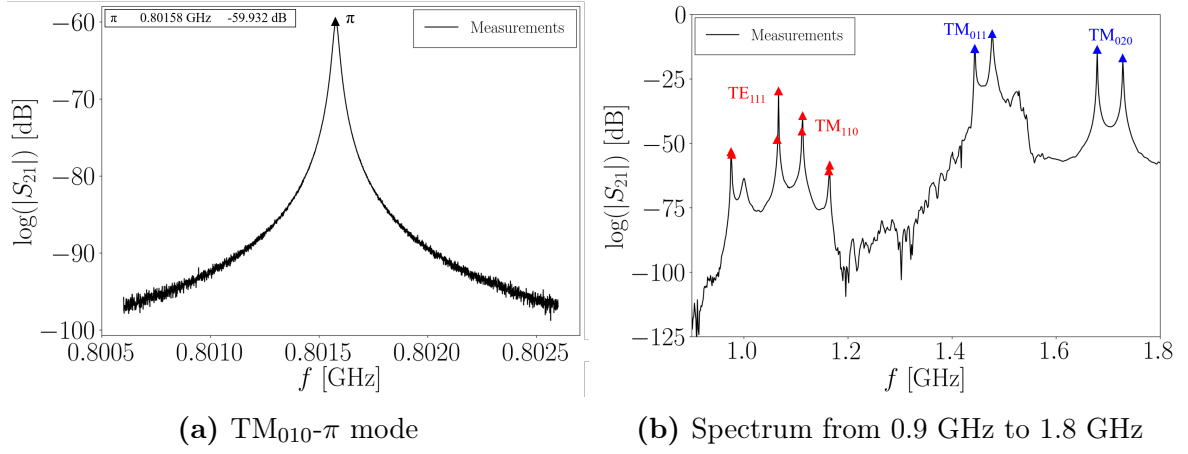 π 0.80158 GHz -59.932 dB
π
Measurements
−60
−70
−80
−90
−100
log(|S₂₁|) [dB]
0.8005 0.8010 0.8015 0.8020 0.8025
f [GHz]
(a) TM₀₁₀-π mode
Measurements
TM₀₁₁
TM₀₂₀
TE₁₁₁
TM₁₁₀
0
−25
−50
−75
−100
−125
log(|S₂₁|) [dB]
1.0 1.2 1.4 1.6 1.8
f [GHz]
(b) Spectrum from 0.9 GHz to 1.8 GHz